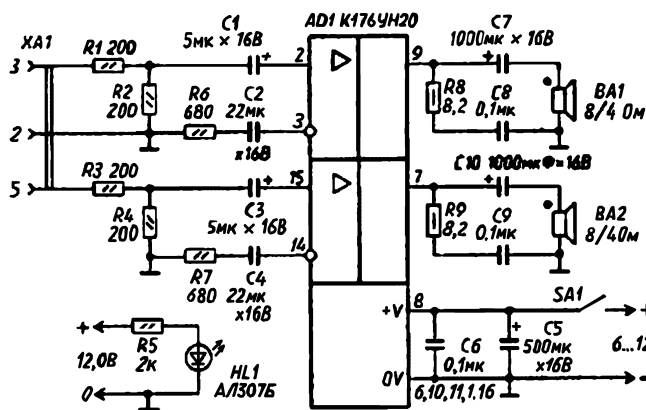 C1
5мк × 16В
AD1 К176УН20
C7
1000мк × 16В
XA1
3
R1 200
2
9
R2
200
R6
680
C2
22мк
×16В
R8
8,2
C8
0,1мк
BA1
8/4 Ом
2
3
R3 200
5
15
7
C10 1000мк × 16В
R4
200
C3
5мк × 16В
R9
8,2
C9
0,1мк
BA2
8/4Ом
14
R7
680
C4
22мк
×16В
+V
8
SA1
+
+
12,0В
0
R5
2к
HL1
АЛ307Б
C6
0,1мк
+
C5
500мк
×16В
6...12
0V
6,10,11,1.16